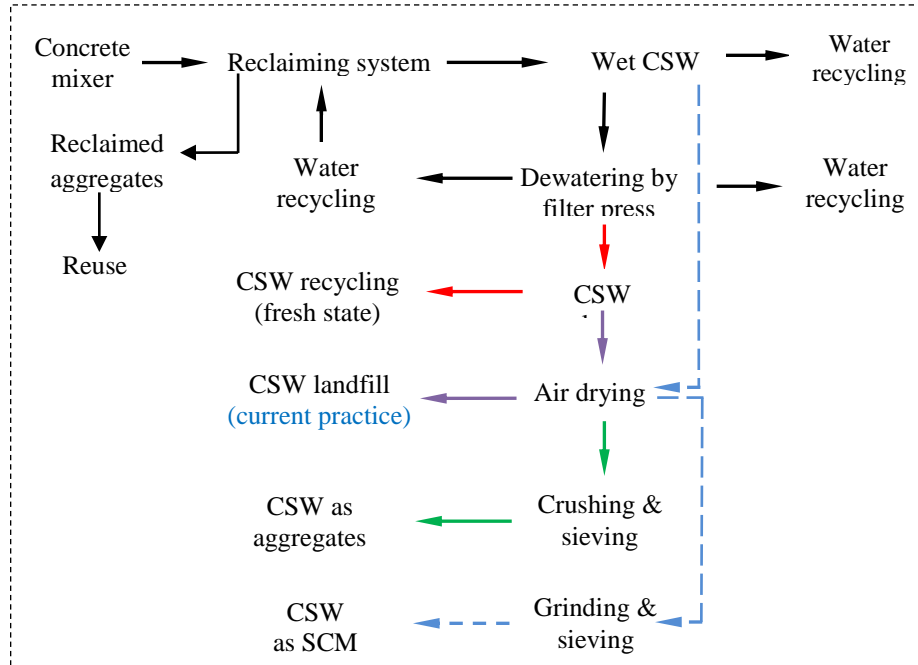 Concrete
mixer
Reclaiming system
Wet CSW
Water
recycling
Reclaimed
aggregates
Water
recycling
Dewatering by
filter press
Water
recycling
Reuse
CSW recycling
(fresh state)
CSW
CSW landfill
(current practice)
Air drying
CSW as
aggregates
Crushing &
sieving
CSW
as SCM
Grinding &
sieving